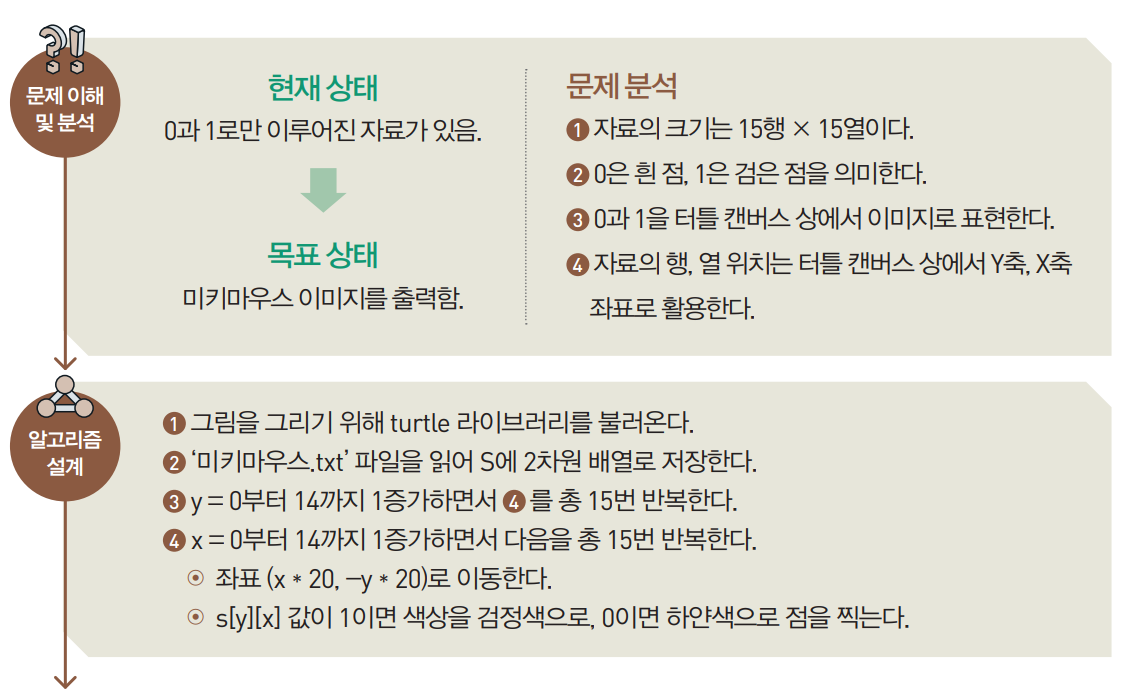 ?!
문제 이해
및 분석
현재 상태
0과 1로만 이루어진 자료가 있음.
목표 상태
미키마우스 이미지를 출력함.
문제 분석
❶ 자료의 크기는 15행 × 15열이다.
❷ 0은 흰 점, 1은 검은 점을 의미한다.
❸ 0과 1을 터틀 캔버스 상에서 이미지로 표현한다.
❹ 자료의 행, 열 위치는 터틀 캔버스 상에서 Y축, X축
좌표로 활용한다.
알고리즘
설계
❶ 그림을 그리기 위해 turtle 라이브러리를 불러온다.
❷ ‘미키마우스.txt’ 파일을 읽어 S에 2차원 배열로 저장한다.
❸ y = 0부터 14까지 1증가하면서 ❹를 총 15번 반복한다.
❹ x = 0부터 14까지 1증가하면서 다음을 총 15번 반복한다.
⊙ 좌표 (x * 20, –y * 20)로 이동한다.
⊙ s[y][x] 값이 1이면 색상을 검정색으로, 0이면 하얀색으로 점을 찍는다.